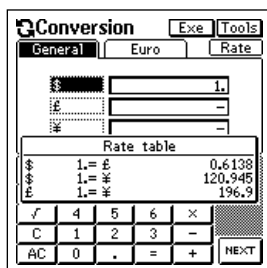 Conversion Exe Tools
General Euro Rate
$ 1.
£ –
¥ –
Rate table
$ 1.= £ 0.6138
$ 1.= ¥ 120.945
£ 1.= ¥ 196.9
√ 4 5 6 ×
C 1 2 3 –
AC 0 . = + NEXT